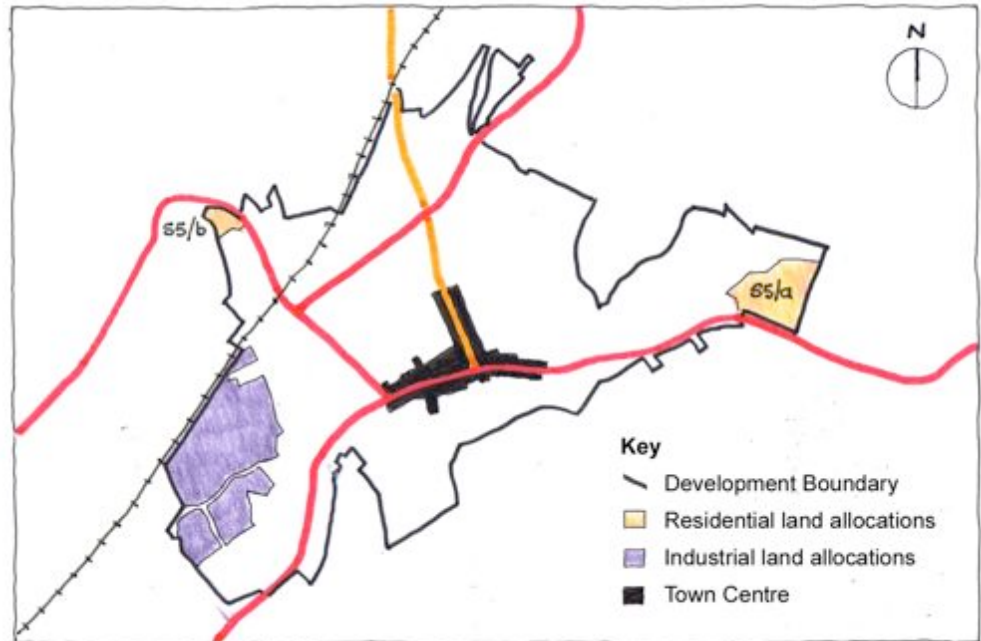 N
S5/b
S5/a
Key
Development Boundary
Residential land allocations
Industrial land allocations
Town Centre